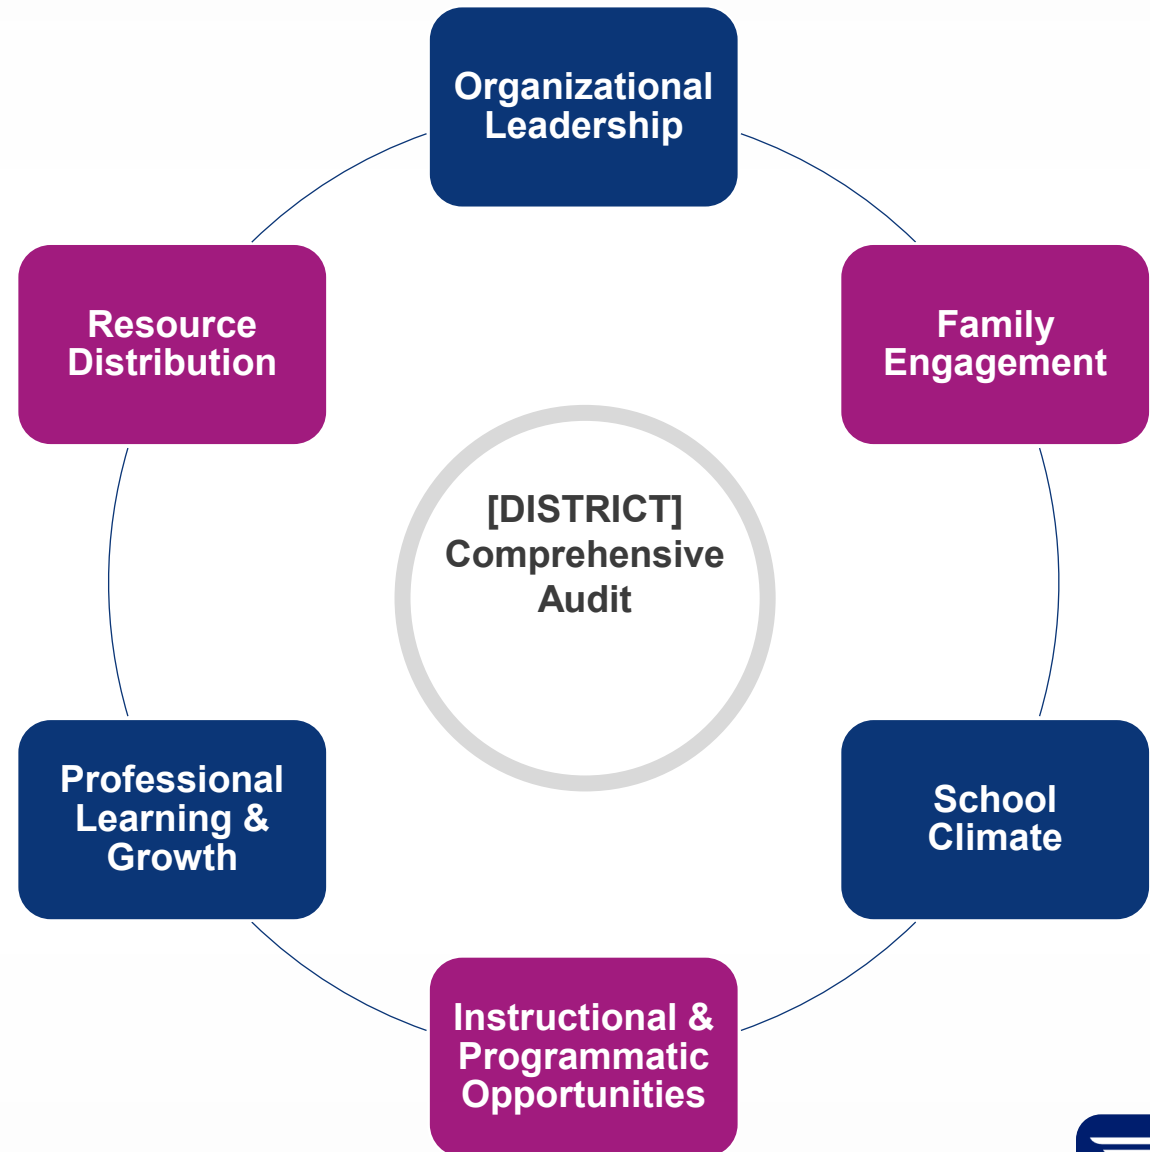 Organizational
Leadership
Family
Engagement
School
Climate
Instructional &
Programmatic
Opportunities
Professional
Learning &
Growth
Resource
Distribution
[DISTRICT]
Comprehensive
Audit